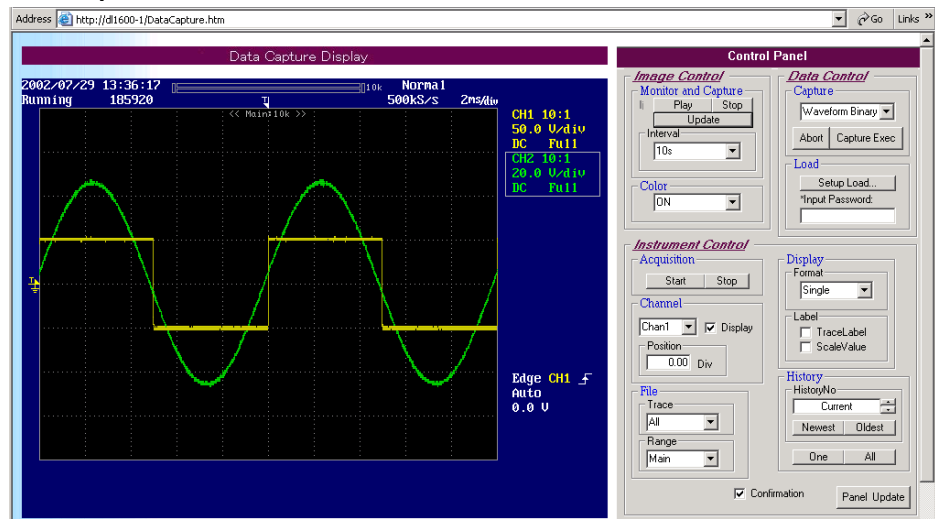 Address http://dl1600-1/DataCapture.htm Go Links »
Data Capture Display
2002/07/29 13:36:17 10k Normal
Running 185920 500kS/s 2ms/div
<< Main:10k >>
CH1 10:1
50.0 V/div
DC Full
CH2 10:1
20.0 V/div
DC Full
Edge CH1
Auto
0.0 V
Control Panel
Image Control
Monitor and Capture
Play Stop
Update
Interval
10s
Color
ON
Data Control
Capture
Waveform Binary
Abort Capture Exec
Load
Setup Load...
*Input Password:
Instrument Control
Acquisition
Start Stop
Channel
Chan1 Display
Position
0.00 Div
File
Trace
All
Range
Main
Display
Format
Single
Label
TraceLabel
ScaleValue
History
HistoryNo
Current
Newest Oldest
One All
Confirmation Panel Update